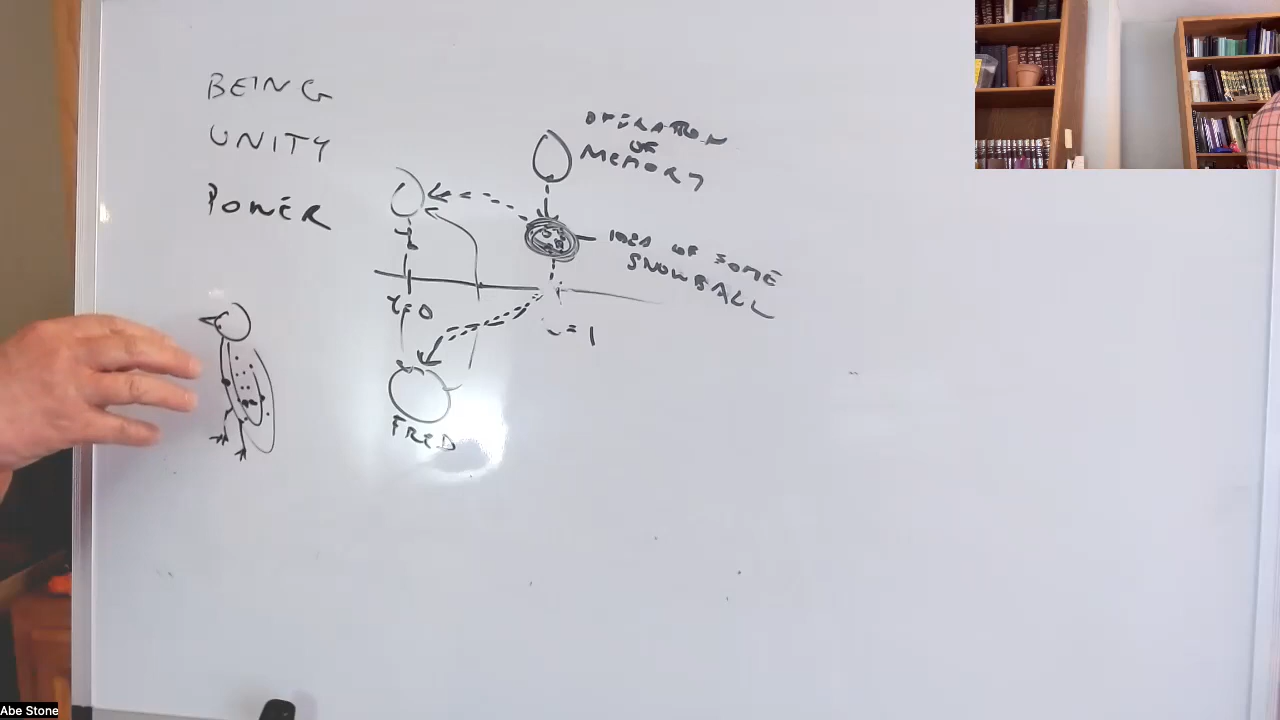 BEING
UNITY
POWER
OPERATION
OF
MEMORY
IDEA OF SOME
SNOWBALL
t=0
=1
FRED
Abe Stone